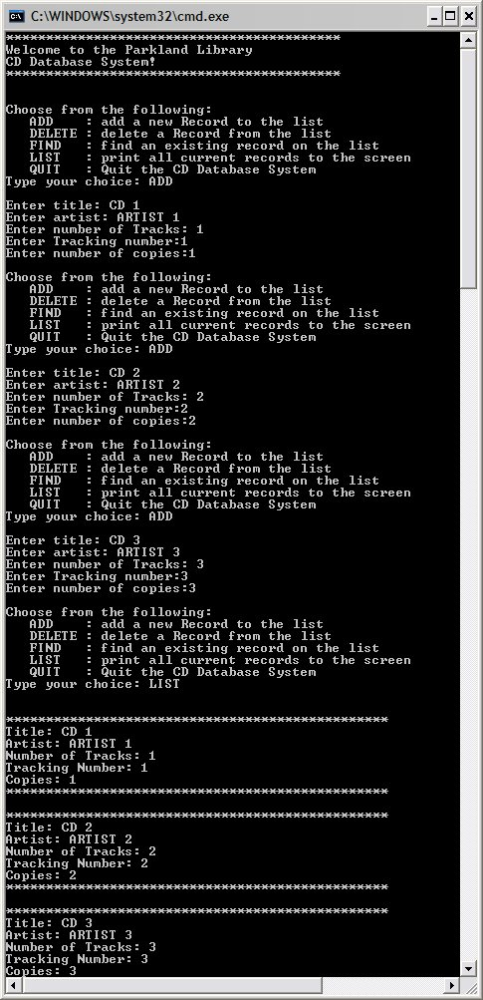 C:\WINDOWS\system32\cmd.exe
******************************************
Welcome to the Parkland Library
CD Database System!
******************************************
Choose from the following:
   ADD    : add a new Record to the list
   DELETE : delete a Record from the list
   FIND   : find an existing record on the list
   LIST   : print all current records to the screen
   QUIT   : Quit the CD Database System
Type your choice: ADD
Enter title: CD 1
Enter artist: ARTIST 1
Enter number of Tracks: 1
Enter Tracking number:1
Enter number of copies:1
Choose from the following:
   ADD    : add a new Record to the list
   DELETE : delete a Record from the list
   FIND   : find an existing record on the list
   LIST   : print all current records to the screen
   QUIT   : Quit the CD Database System
Type your choice: ADD
Enter title: CD 2
Enter artist: ARTIST 2
Enter number of Tracks: 2
Enter Tracking number:2
Enter number of copies:2
Choose from the following:
   ADD    : add a new Record to the list
   DELETE : delete a Record from the list
   FIND   : find an existing record on the list
   LIST   : print all current records to the screen
   QUIT   : Quit the CD Database System
Type your choice: ADD
Enter title: CD 3
Enter artist: ARTIST 3
Enter number of Tracks: 3
Enter Tracking number:3
Enter number of copies:3
Choose from the following:
   ADD    : add a new Record to the list
   DELETE : delete a Record from the list
   FIND   : find an existing record on the list
   LIST   : print all current records to the screen
   QUIT   : Quit the CD Database System
Type your choice: LIST
************************************************
Title: CD 1
Artist: ARTIST 1
Number of Tracks: 1
Tracking Number: 1
Copies: 1
************************************************
************************************************
Title: CD 2
Artist: ARTIST 2
Number of Tracks: 2
Tracking Number: 2
Copies: 2
************************************************
************************************************
Title: CD 3
Artist: ARTIST 3
Number of Tracks: 3
Tracking Number: 3
Copies: 3